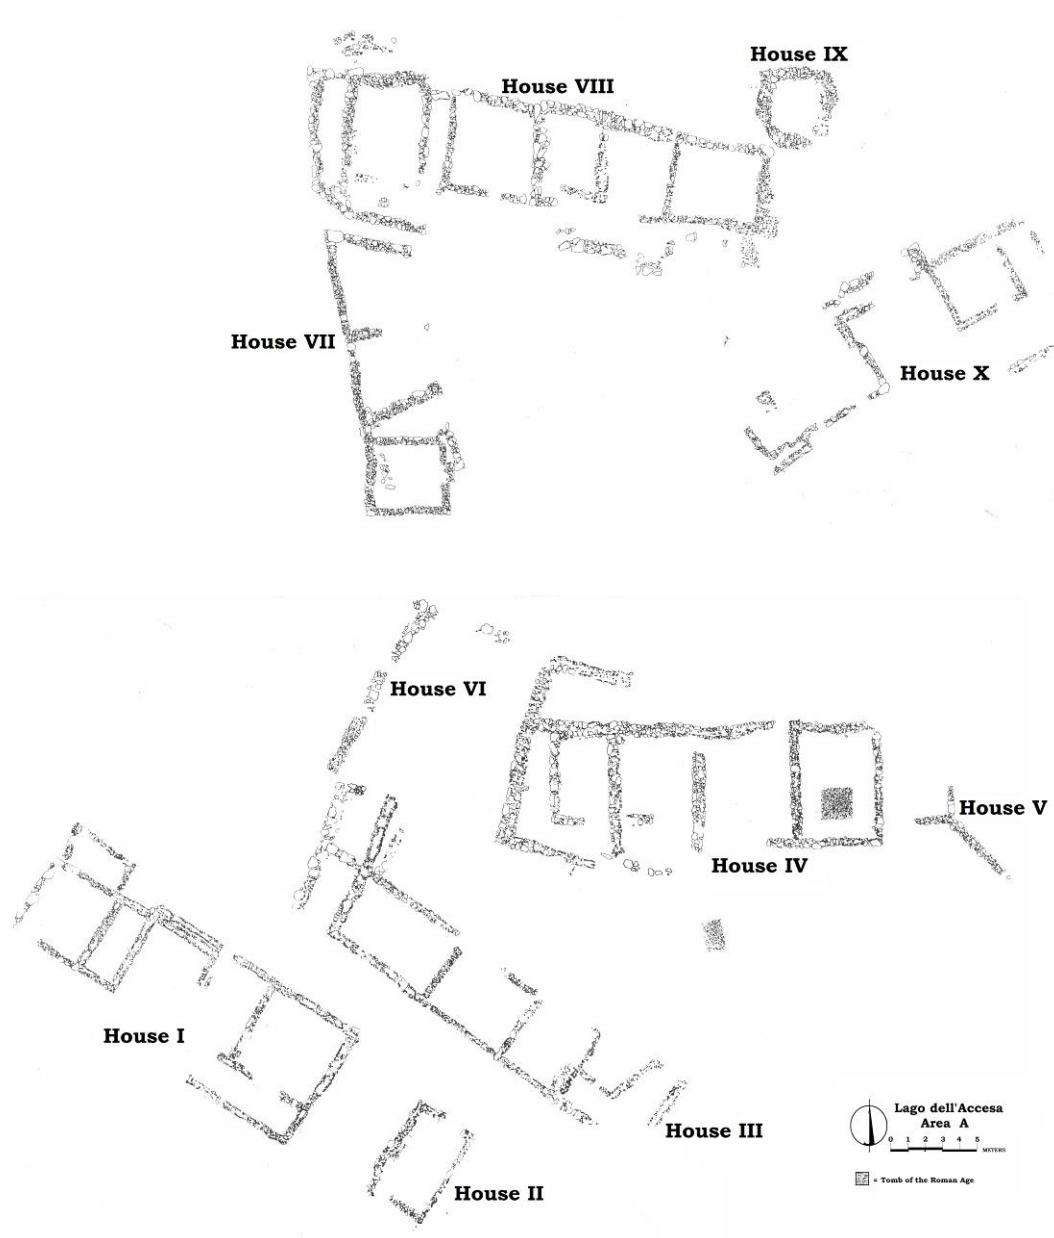 House IX
House VIII
House VII
House X
House VI
House V
House IV
House I
House III
House II
Lago dell'Accesa
Area A
0 1 2 3 4 5
METERS
= Tomb of the Roman Age